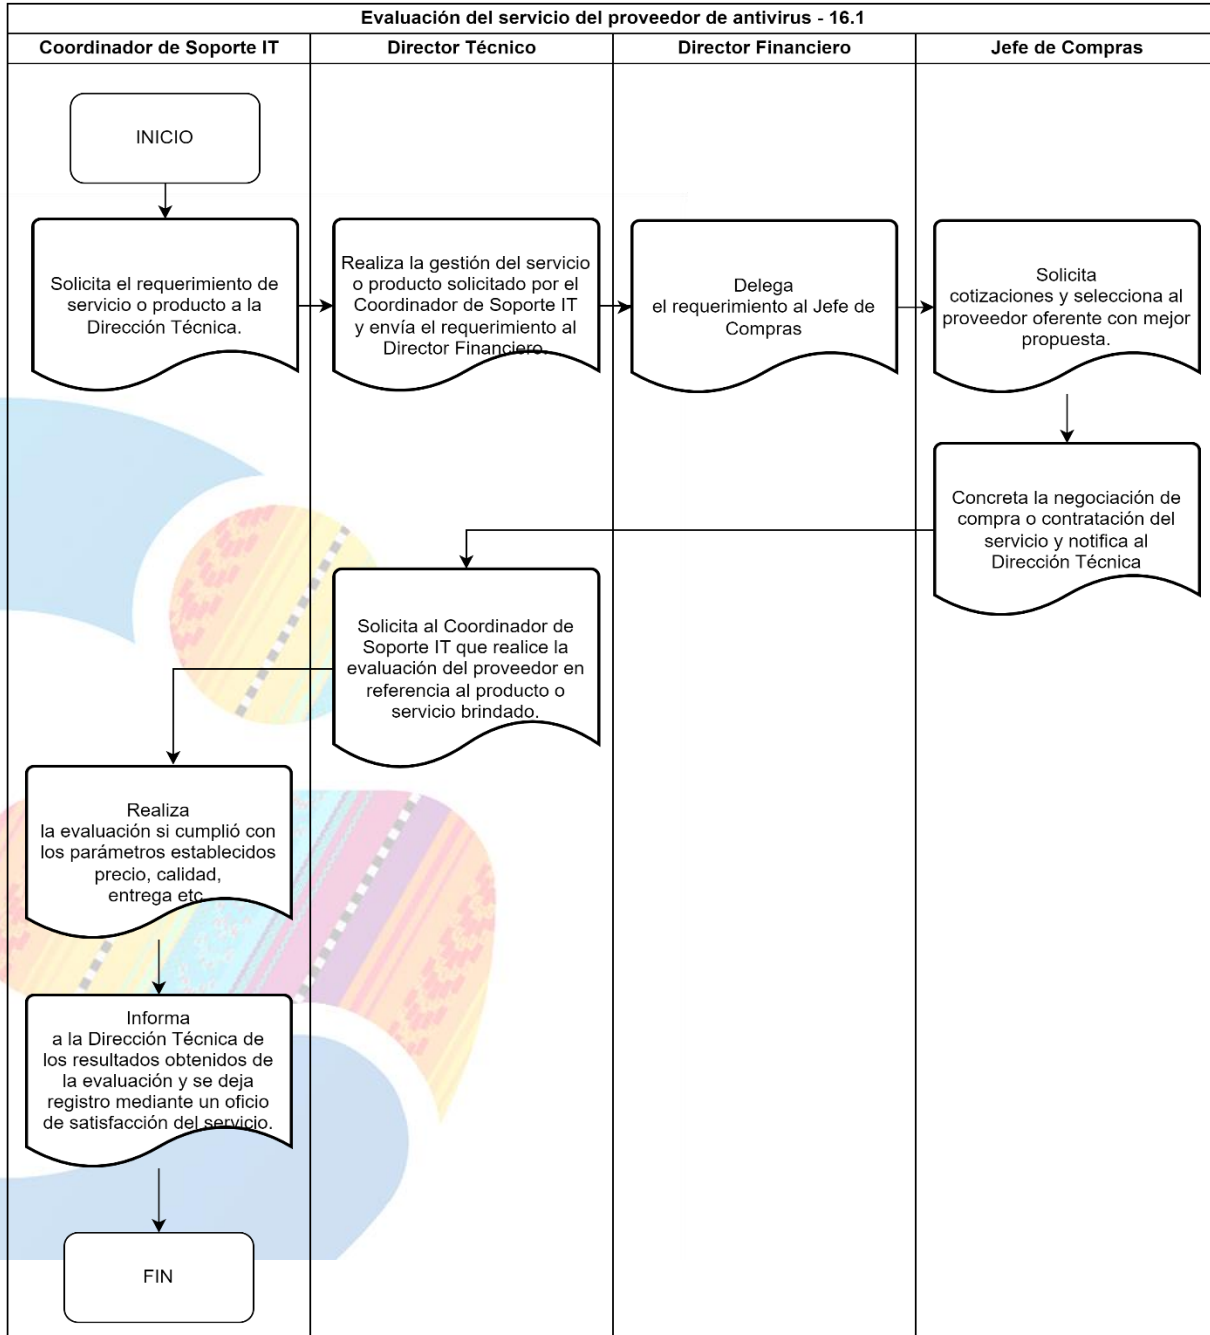 Evaluación del servicio del proveedor de antivirus - 16.1
Coordinador de Soporte IT
Director Técnico
Director Financiero
Jefe de Compras
INICIO
Solicita el requerimiento de
servicio o producto a la
Dirección Técnica.
Realiza la gestión del servicio
o producto solicitado por el
Coordinador de Soporte IT
y envía el requerimiento al
Director Financiero.
Delega
el requerimiento al Jefe de
Compras
Solicita
cotizaciones y selecciona al
proveedor oferente con mejor
propuesta.
Concreta la negociación de
compra o contratación del
servicio y notifica al
Dirección Técnica
Solicita al Coordinador de
Soporte IT que realice la
evaluación del proveedor en
referencia al producto o
servicio brindado.
Realiza
la evaluación si cumplió con
los parámetros establecidos
precio, calidad,
entrega etc.
Informa
a la Dirección Técnica de
los resultados obtenidos de
la evaluación y se deja
registro mediante un oficio
de satisfacción del servicio.
FIN